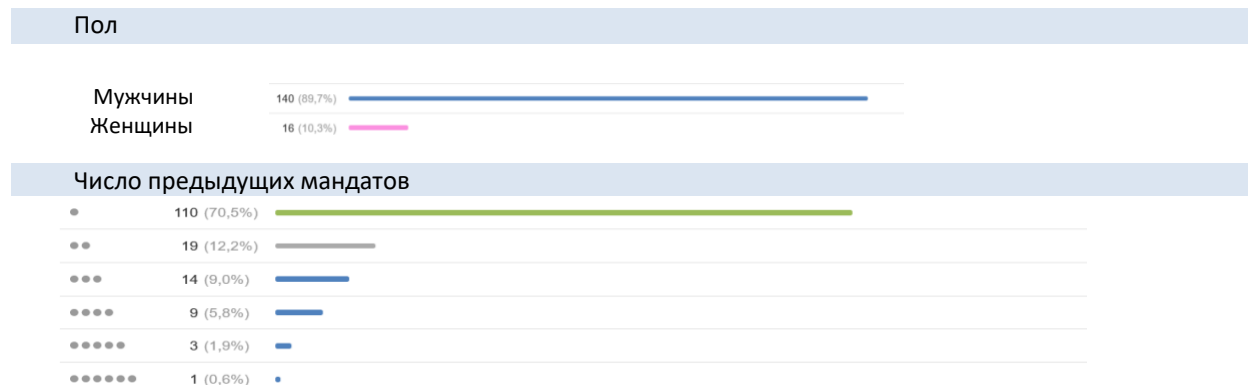 Пол
Мужчины 140 (89,7%)
Женщины 16 (10,3%)
Число предыдущих мандатов
110 (70,5%)
19 (12,2%)
14 (9,0%)
9 (5,8%)
3 (1,9%)
1 (0,6%)